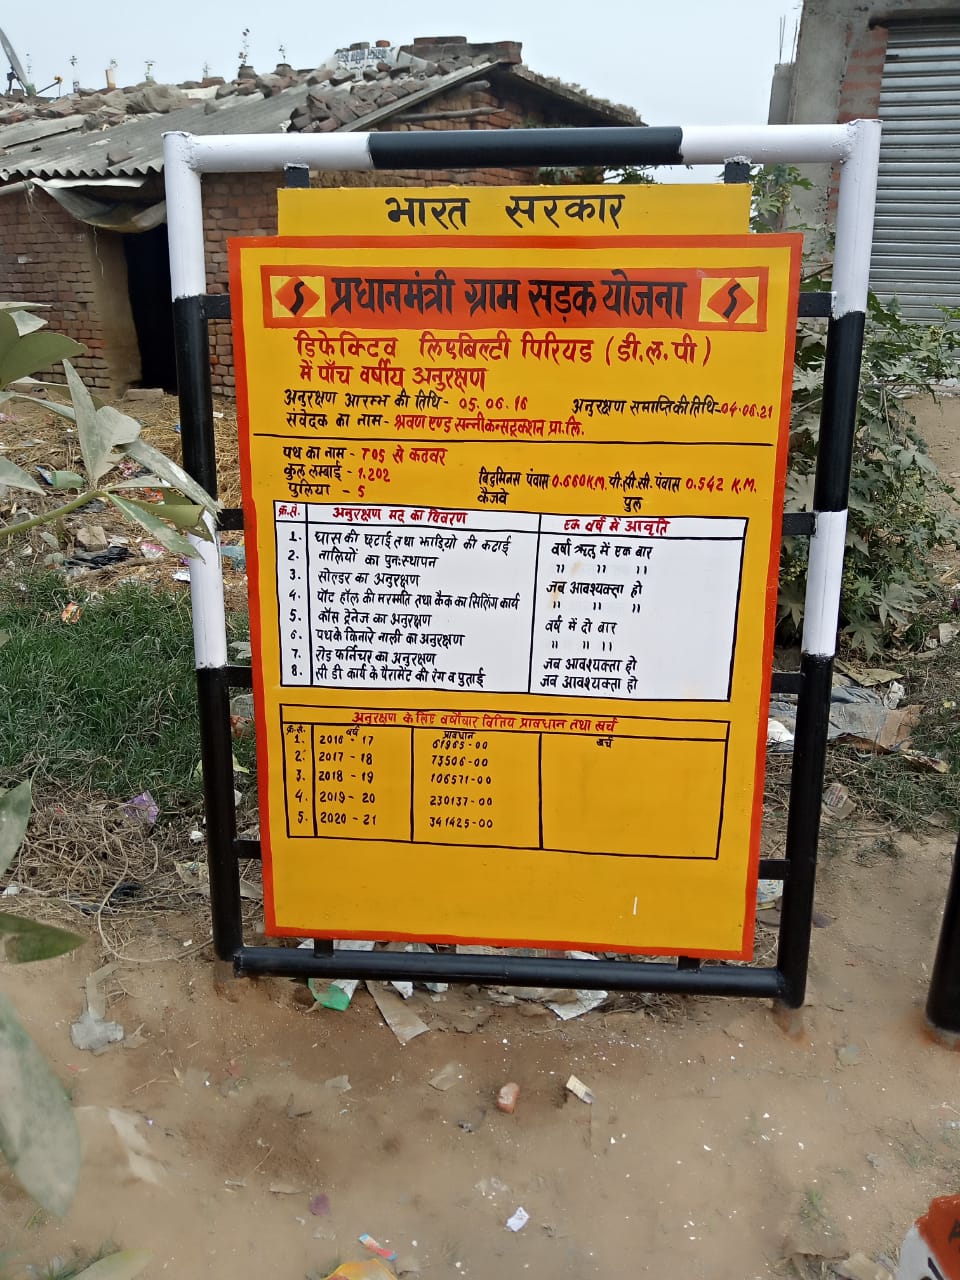 भारत सरकार
प्रधानमंत्री ग्राम सड़क योजना
डिफेक्टिव लिएबिल्टी पिरियड (डी.ल.पी)
में पाँच वर्षीय अनुरक्षण
अनुरक्षण आरम्भ की तिथि - 05.06.16 अनुरक्षण समाप्ति की तिथि - 04.06.21
संवेदक का नाम - श्रवण एण्ड सन्नी कन्सट्रक्शन प्रा.लि.
पथ का नाम - T05 से कतवर
कुल लम्बाई - 1.202 बिटुमिनस पंवास 0.660K.M. पी.सी.सी. पंवास 0.542 K.M.
पुलिया - 5 कैजवे पुल
क्र.सं. अनुरक्षण मद का विवरण एक वर्ष में आवृति
1. घास की छटाई तथा झाड़ियो की कटाई वर्षा ऋतु में एक बार
2. नालियों का पुनःस्थापन " " "
3. सोल्डर का अनुरक्षण जब आवश्यक्ता हो
4. पॉट हॉल की मरम्मति तथा कैक का सिलिंग कार्य " " "
5. कॉस ड्रेनेज का अनुरक्षण वर्ष में दो बार
6. पथ के किनारे नाली का अनुरक्षण " " "
7. रोड फर्निचर का अनुरक्षण जब आवश्यक्ता हो
8. सी डी कार्य के पैरामेट की रंग व पुताई जब आवश्यक्ता हो
अनुरक्षण के लिए वर्षोवार वित्तिय प्रावधान तथा खर्च
क्र.सं. वर्ष प्रावधान खर्च
1. 2016 - 17 61965-00
2. 2017 - 18 73506-00
3. 2018 - 19 106571-00
4. 2019 - 20 230137-00
5. 2020 - 21 341425-00